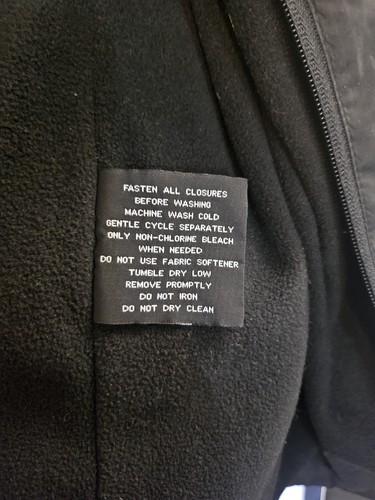 FASTEN ALL CLOSURES
BEFORE WASHING
MACHINE WASH COLD
GENTLE CYCLE SEPARATELY
ONLY NON-CHLORINE BLEACH
WHEN NEEDED
DO NOT USE FABRIC SOFTENER
TUMBLE DRY LOW
REMOVE PROMPTLY
DO NOT IRON
DO NOT DRY CLEAN